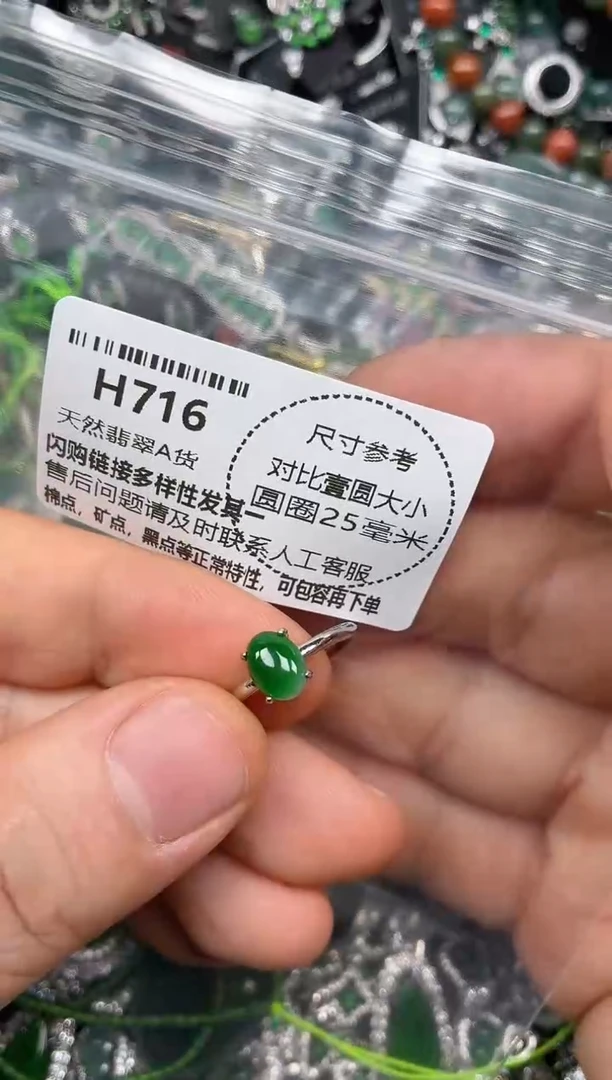 H716
天然翡翠A货
闪购链接多样性发其一
售后问题请及时联系人工客服
棉点，矿点，黑点等正常特性，可包容再下单
尺寸参考
对比壹圆大小
圆圈25毫米